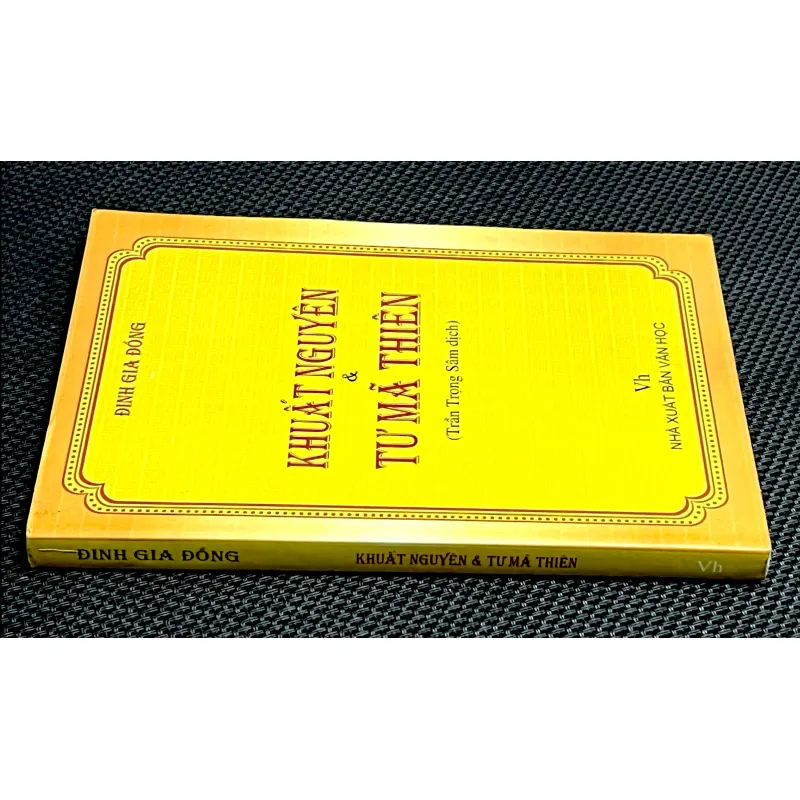 ĐINH GIA ĐỒNG
KHUẤT NGUYÊN
&
TƯ MÃ THIÊN
(Trần Trọng Sâm dịch)
Vh
NHÀ XUẤT BẢN VĂN HỌC
ĐINH GIA ĐỒNG KHUẤT NGUYÊN & TƯ MÃ THIÊN Vh